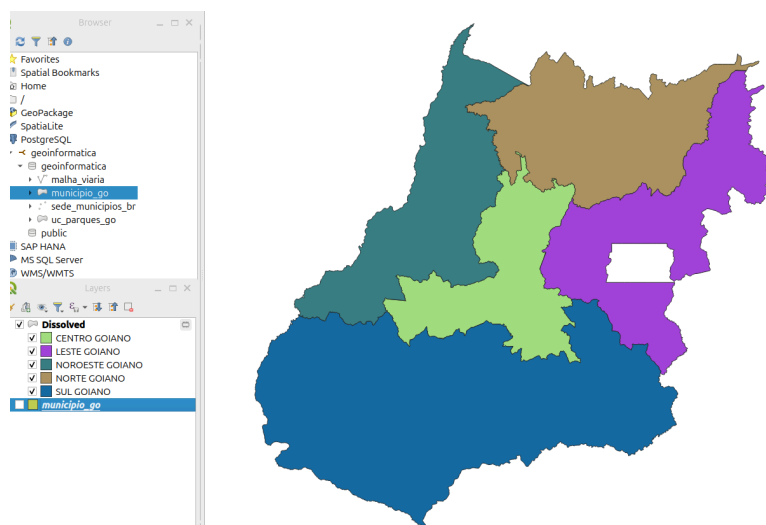 Browser
Favorites
Spatial Bookmarks
Home
/
GeoPackage
SpatiaLite
PostgreSQL
geoinformatica
geoinformatica
malha_viaria
municipio_go
sede_municipios_br
uc_parques_go
public
SAP HANA
MS SQL Server
WMS/WMTS
Layers
Dissolved
CENTRO GOIANO
LESTE GOIANO
NOROESTE GOIANO
NORTE GOIANO
SUL GOIANO
municipio_go